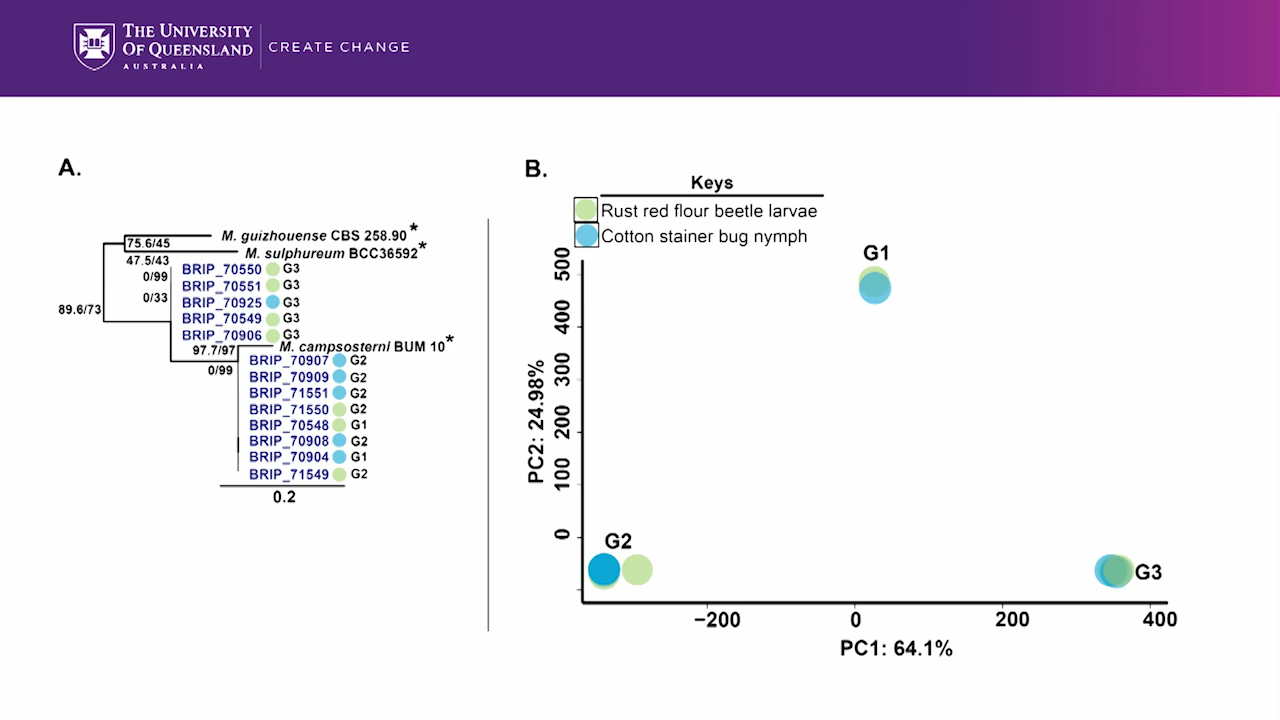 THE UNIVERSITY
OF QUEENSLAND
AUSTRALIA
CREATE CHANGE
A.
M. guizhouense CBS 258.90*
75.6/45
M. sulphureum BCC36592*
47.5/43
BRIP_70550 G3
0/99
BRIP_70551 G3
0/33
BRIP_70925 G3
89.6/73
BRIP_70549 G3
BRIP_70906 G3
M. campsosterni BUM 10*
97.7/97
BRIP_70907 G2
0/99
BRIP_70909 G2
BRIP_71551 G2
BRIP_71550 G2
BRIP_70548 G1
BRIP_70908 G2
BRIP_70904 G1
BRIP_71549 G2
0.2
B.
Keys
Rust red flour beetle larvae
Cotton stainer bug nymph
G1
500
400
300
200
100
0
PC2: 24.98%
G2
G3
−200 0 200 400
PC1: 64.1%